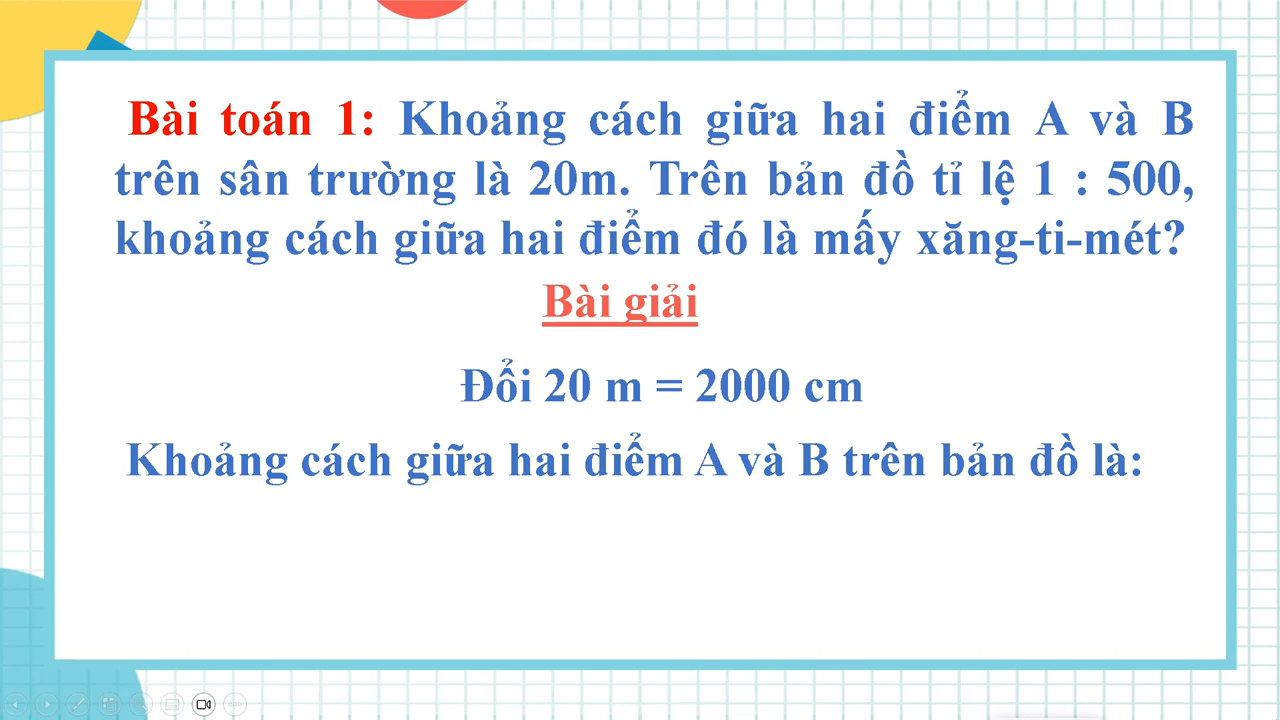 Bài toán 1: Khoảng cách giữa hai điểm A và B
trên sân trường là 20m. Trên bản đồ tỉ lệ 1 : 500,
khoảng cách giữa hai điểm đó là mấy xăng-ti-mét?
Bài giải
Đổi 20 m = 2000 cm
Khoảng cách giữa hai điểm A và B trên bản đồ là: